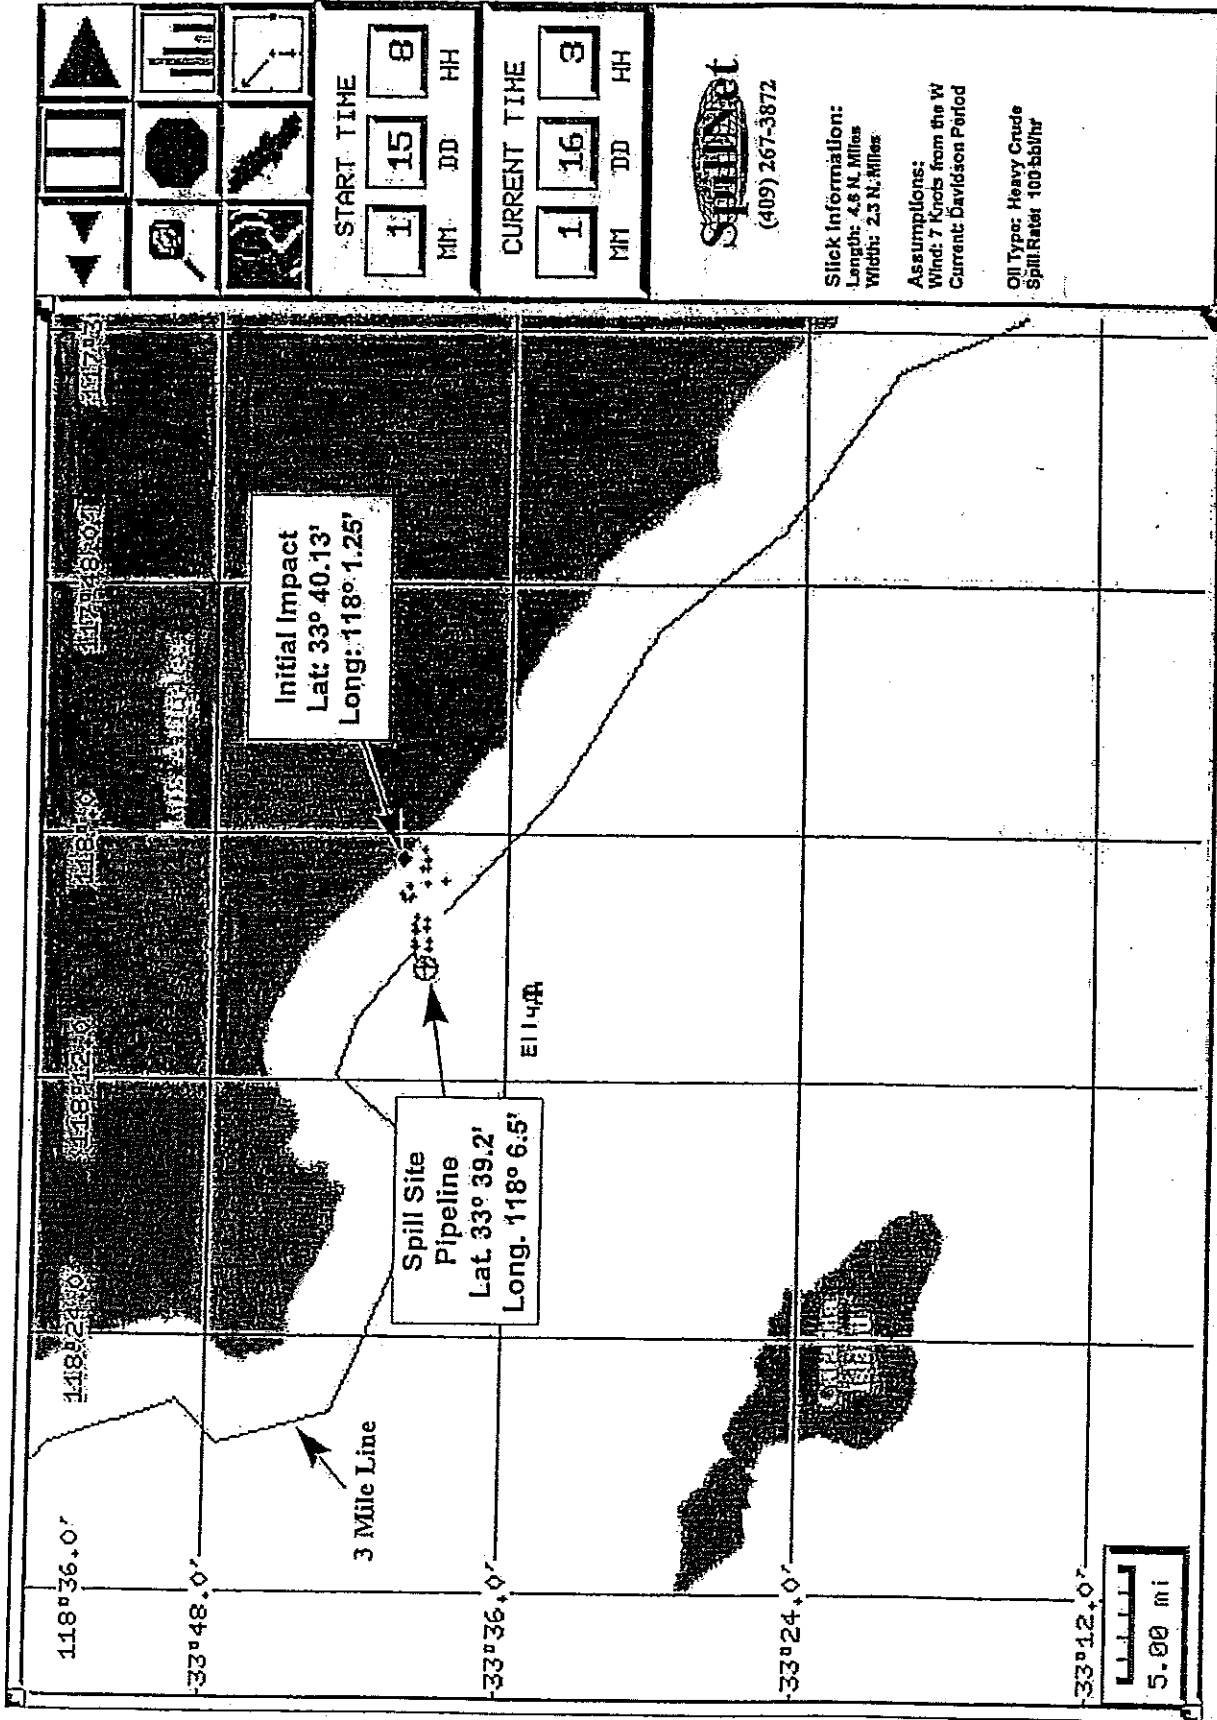 118°36.0'
118°24.0'
118°12.0'
118°0.0'
117°48.0'
33°48.0'
33°36.0'
33°24.0'
33°12.0'
3 Mile Line
Spill Site
Pipeline
Lat. 33° 39.2'
Long. 118° 6.5'
Initial Impact
Lat: 33° 40.13'
Long: 118° 1.25'
Elly
5.00 mi
START TIME
1 15 8
MM DD HH
CURRENT TIME
1 16 3
MM DD HH
SpillNet
(409) 267-3872
Slick Information:
Length: 4.6 N. Miles
Width: 2.3 N. Miles
Assumptions:
Wind: 7 Knots from the W
Current: Davidson Period
Oil Type: Heavy Crude
Spill Rate: 100 bbl/hr